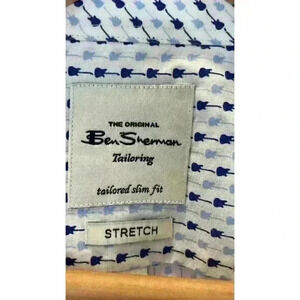 THE ORIGINAL
Ben Sherman
Tailoring
tailored slim fit
STRETCH